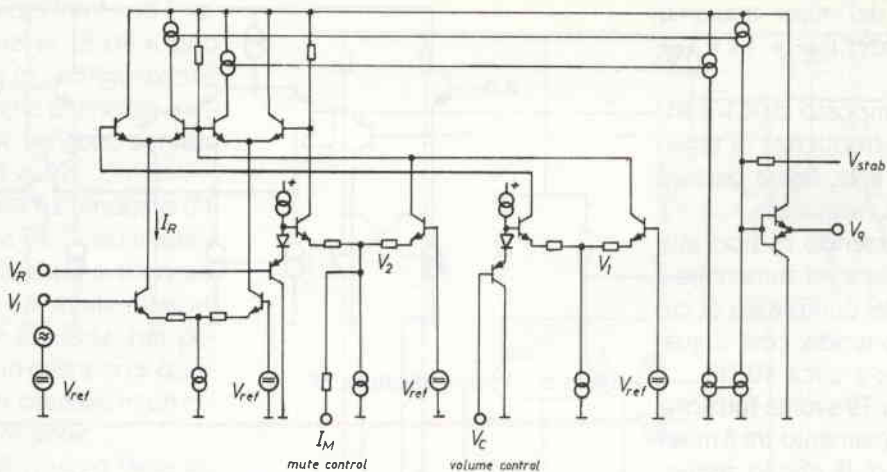 +
+
V_stab
I_R
V_q
V_R
V_2
V_1
V_I
V_ref
V_ref
V_ref
V_ref
I_M
V_C
mute control
volume control